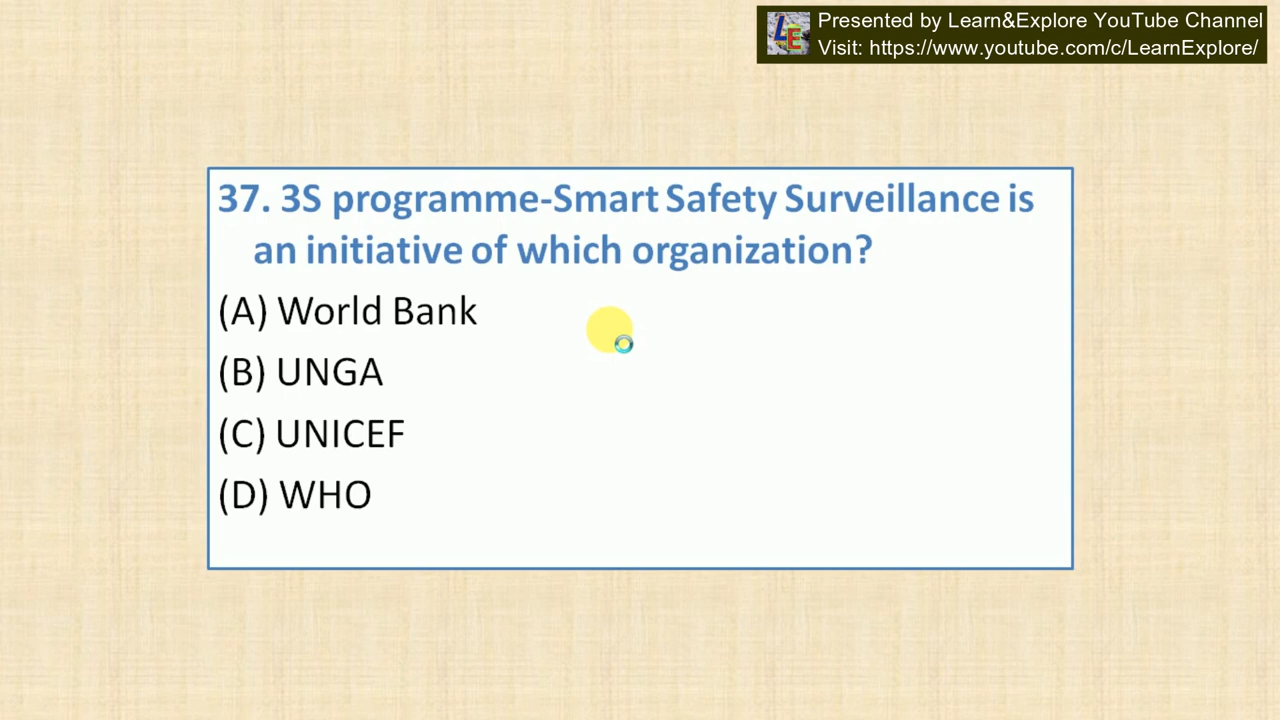 Presented by Learn&Explore YouTube Channel
Visit: https://www.youtube.com/c/LearnExplore/
LE
37. 3S programme-Smart Safety Surveillance is
an initiative of which organization?
(A) World Bank
(B) UNGA
(C) UNICEF
(D) WHO